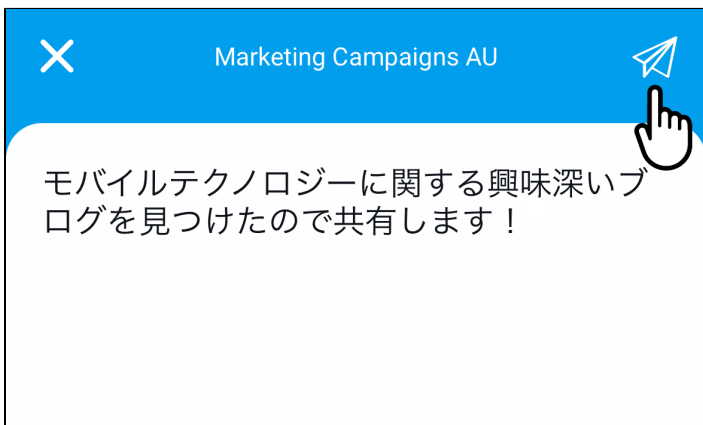 Marketing Campaigns AU
モバイルテクノロジーに関する興味深いブ
ログを見つけたので共有します！